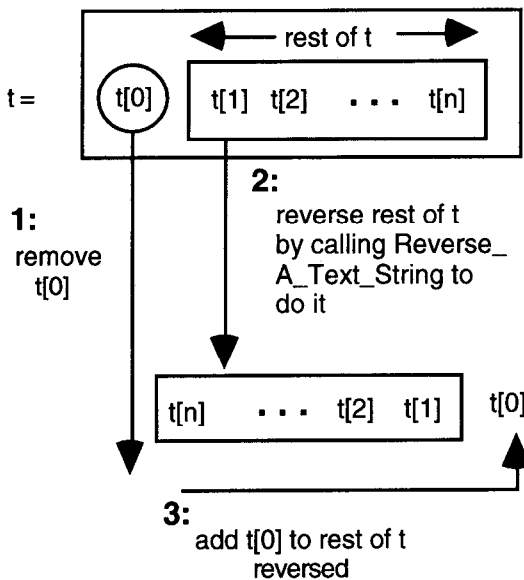 rest of t
t = t[0] t[1] t[2] ... t[n]
1:
remove
t[0]
2:
reverse rest of t
by calling Reverse_
A_Text_String to
do it
t[n] ... t[2] t[1] t[0]
3:
add t[0] to rest of t
reversed